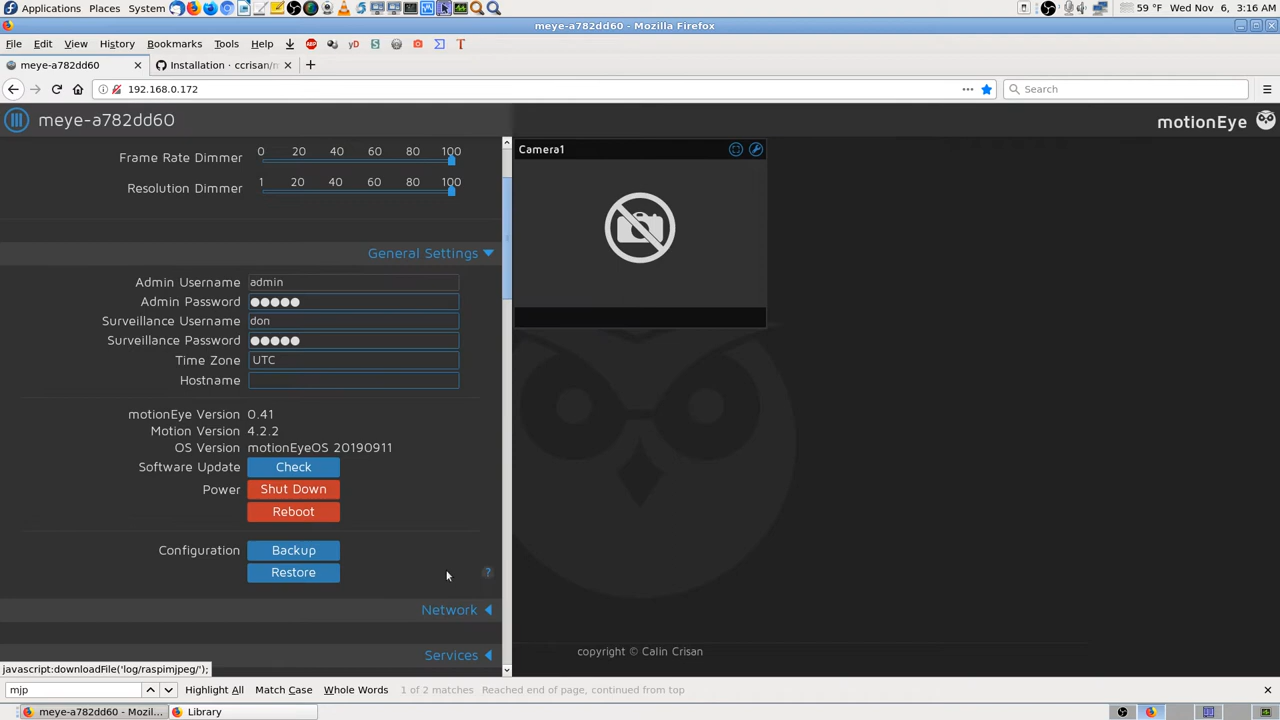 Applications Places System 59 °F Wed Nov 6, 3:16 AM
meye-a782dd60 - Mozilla Firefox
File Edit View History Bookmarks Tools Help
meye-a782dd60 Installation · ccrisan/m
192.168.0.172 Search
meye-a782dd60 motionEye
Frame Rate Dimmer 0 20 40 60 80 100
Resolution Dimmer 1 20 40 60 80 100
Camera1
General Settings
Admin Username admin
Admin Password ●●●●●
Surveillance Username don
Surveillance Password ●●●●●
Time Zone UTC
Hostname
motionEye Version 0.41
Motion Version 4.2.2
OS Version motionEyeOS 20190911
Software Update Check
Power Shut Down
Reboot
Configuration Backup
Restore ?
Network
Services
copyright © Calin Crisan
javascript:downloadFile('log/raspimjpeg/');
mjp Highlight All Match Case Whole Words 1 of 2 matches Reached end of page, continued from top
meye-a782dd60 - Mozil... Library